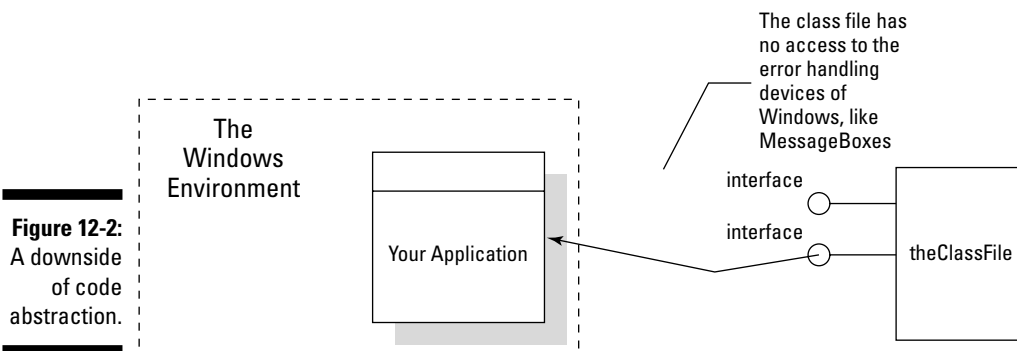 The class file has
no access to the
error handling
devices of
Windows, like
MessageBoxes
The
Windows
Environment
interface
Figure 12-2:
A downside
of code
abstraction.
Your Application
interface
theClassFile